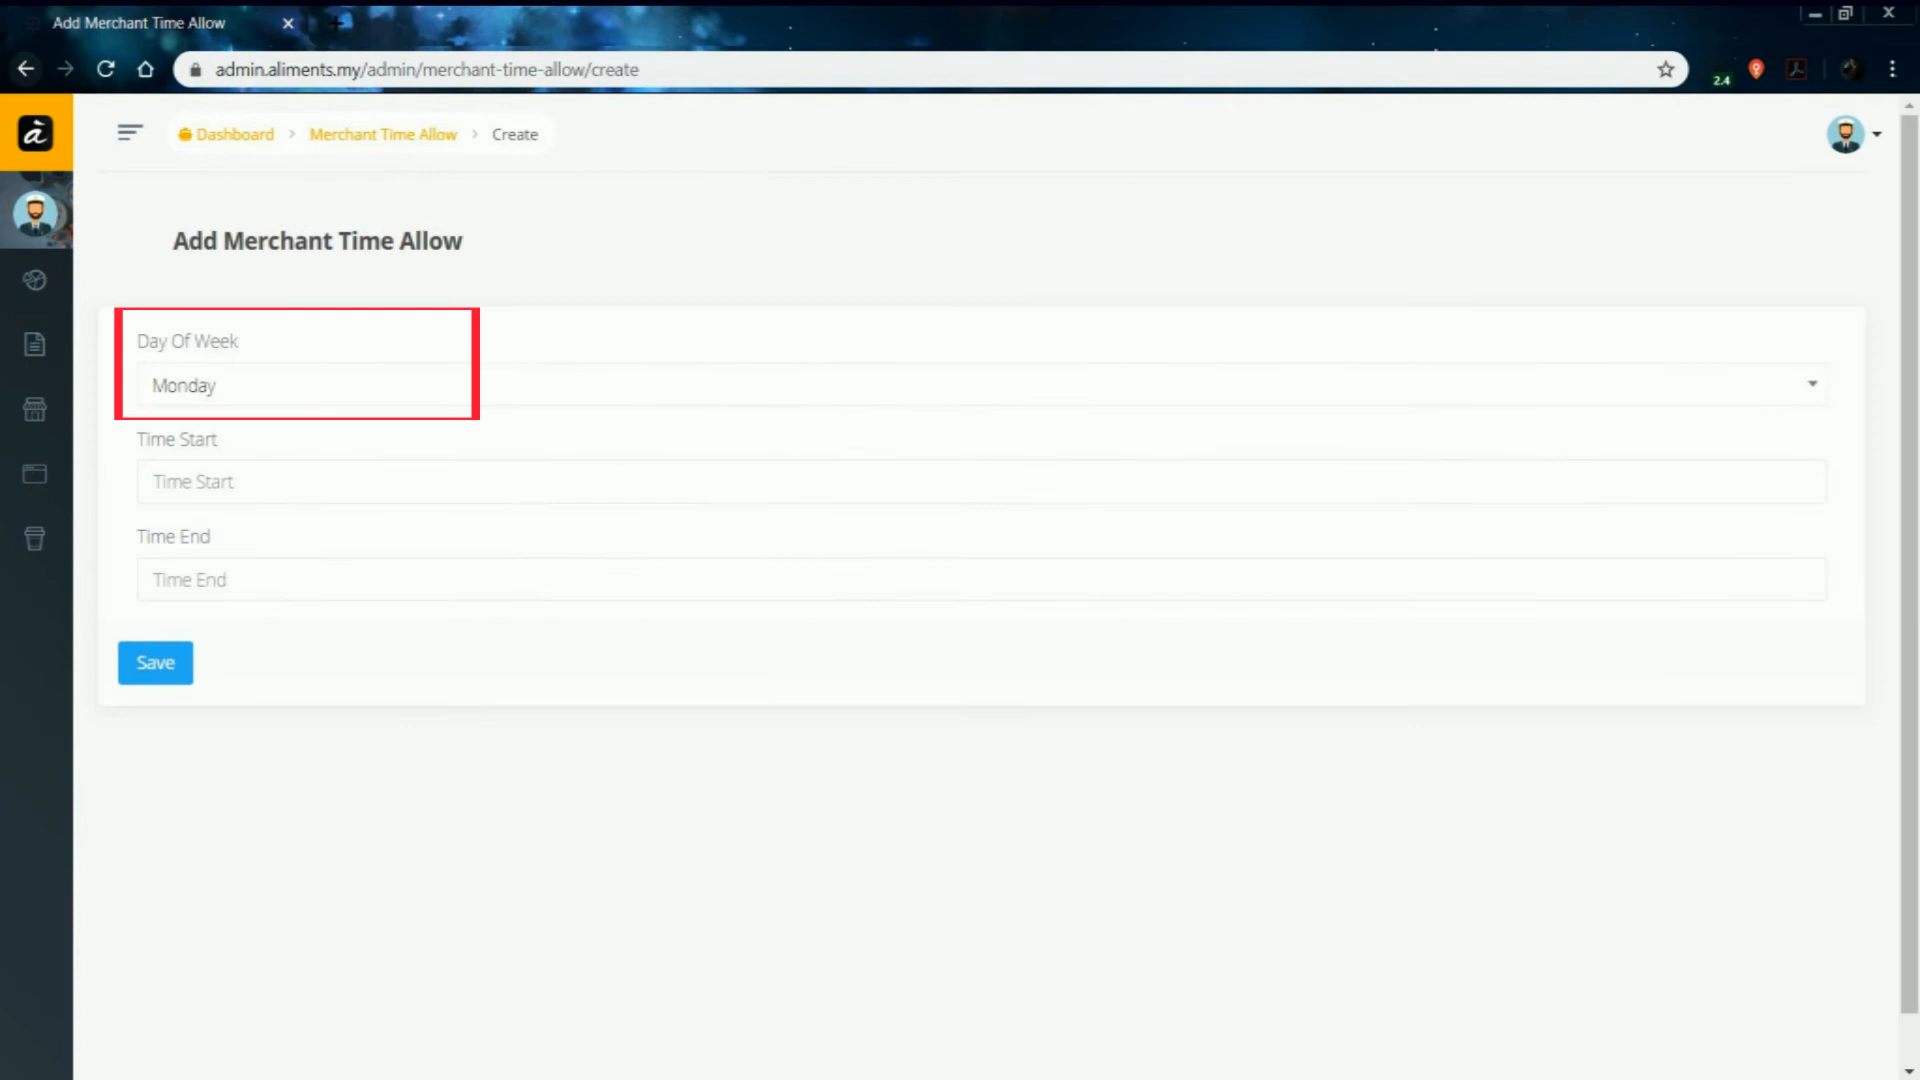 Add Merchant Time Allow
admin.aliments.my/admin/merchant-time-allow/create
2.4
à
Dashboard > Merchant Time Allow > Create
Add Merchant Time Allow
Day Of Week
Monday
Time Start
Time Start
Time End
Time End
Save